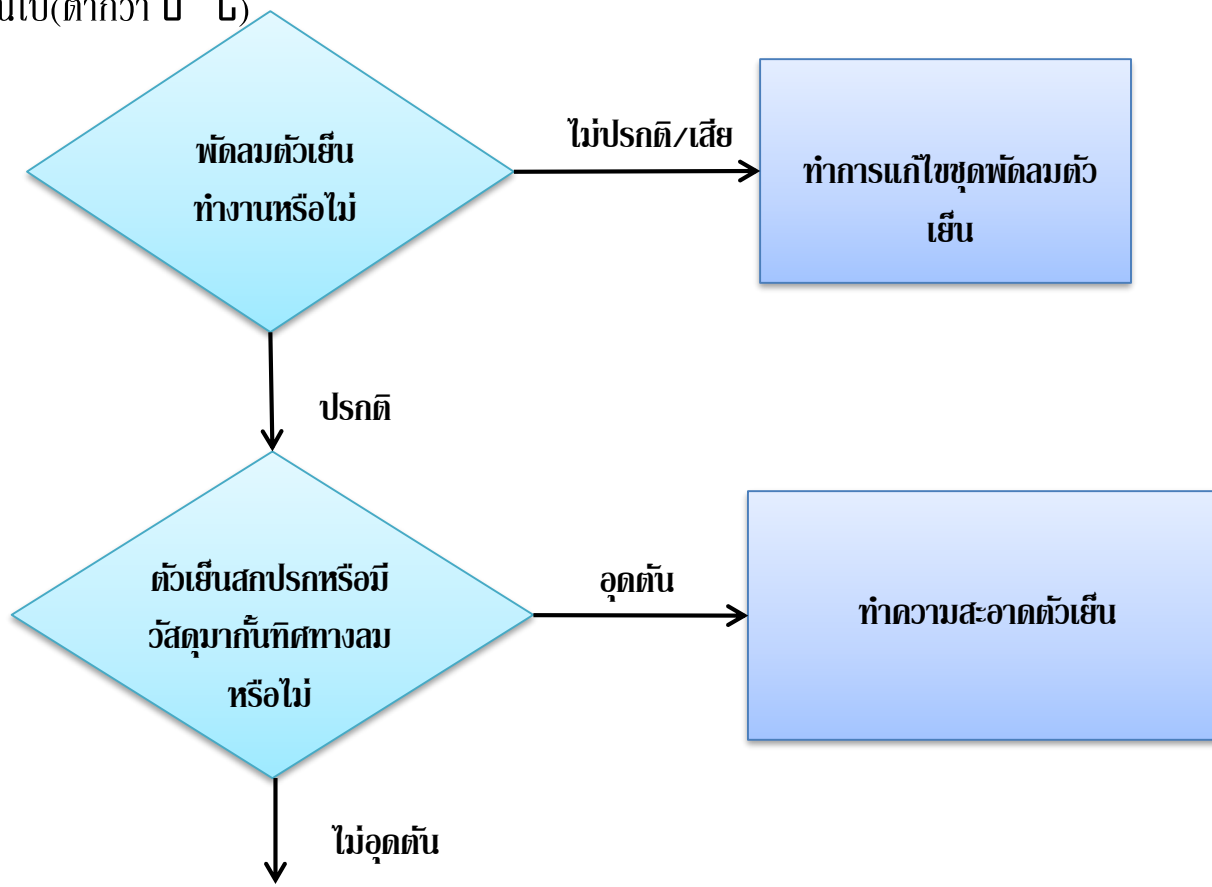 พัดลมตัวเย็น
ทำงานหรือไม่
ไม่ปรกติ/เสีย
ทำการแก้ไขชุดพัดลมตัว
เย็น
ปรกติ
ตัวเย็นสกปรกหรือมี
วัสดุมากั้นทิศทางลม
หรือไม่
อุดตัน
ทำความสะอาดตัวเย็น
ไม่อุดตัน